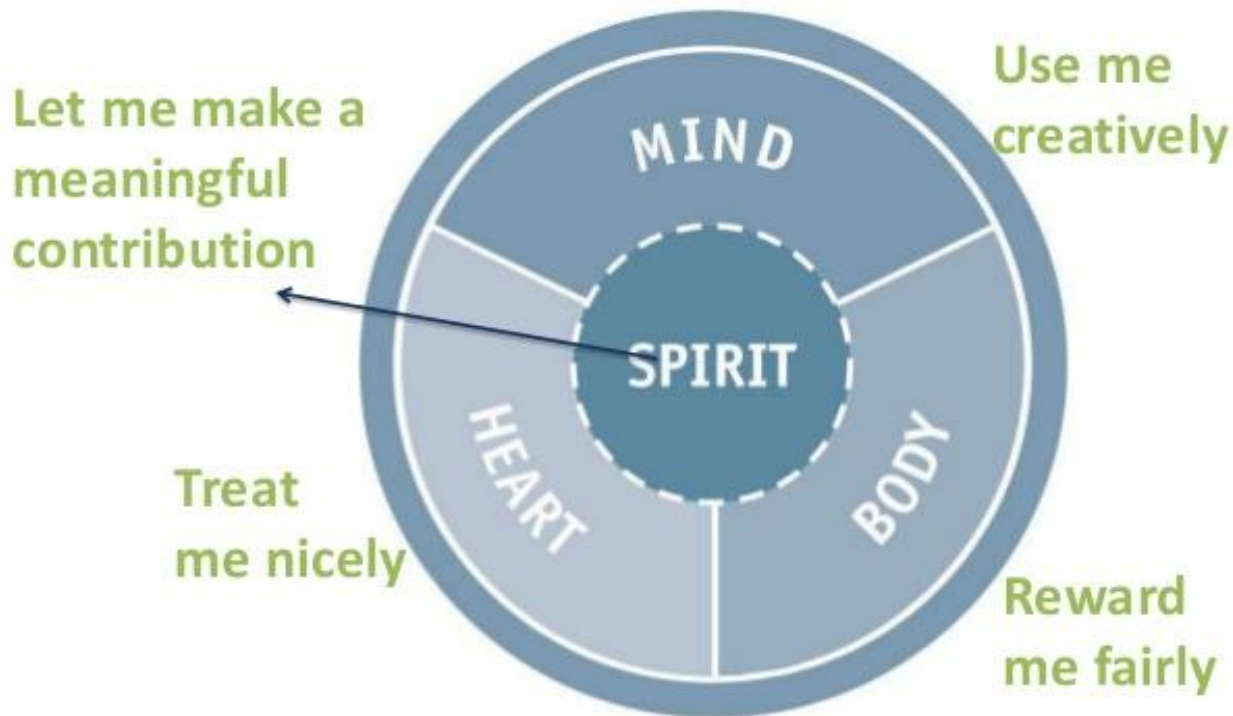 Let me make a
meaningful
contribution
Use me
creatively
MIND
SPIRIT
HEART
BODY
Treat
me nicely
Reward
me fairly